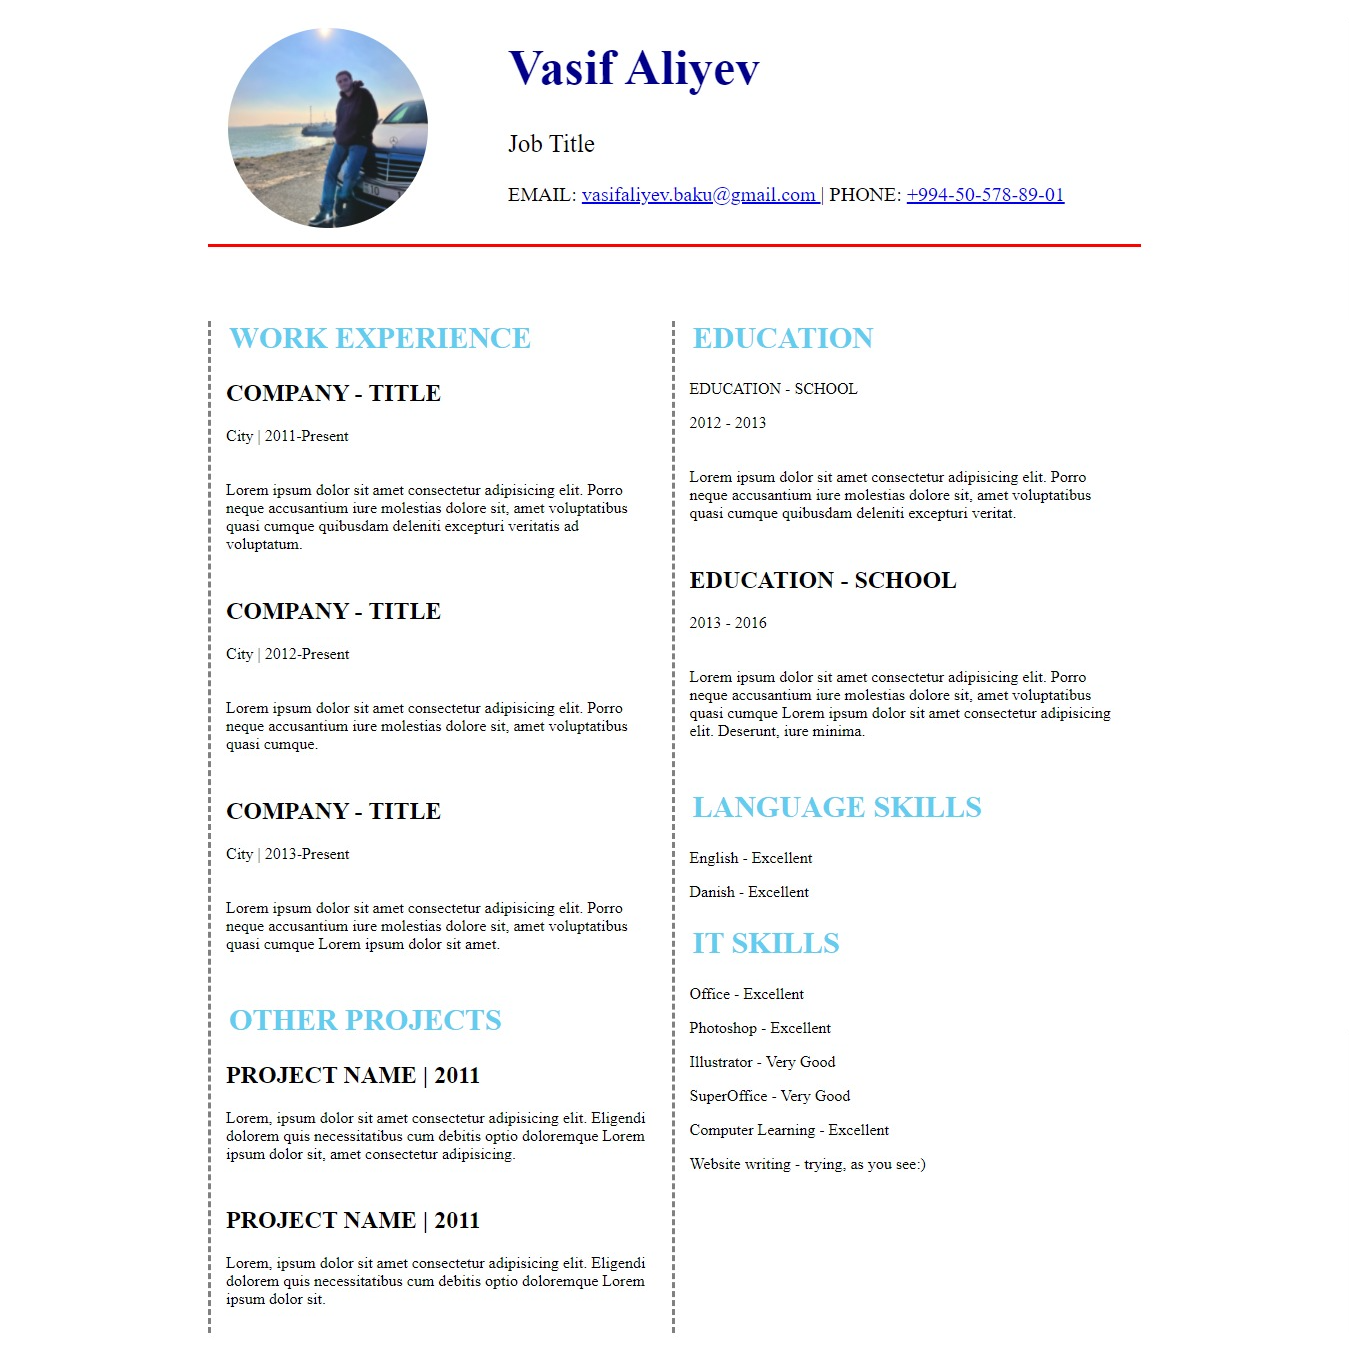 Vasif Aliyev
Job Title
EMAIL: vasifaliyev.baku@gmail.com | PHONE: +994-50-578-89-01
WORK EXPERIENCE
COMPANY - TITLE
City | 2011-Present
Lorem ipsum dolor sit amet consectetur adipisicing elit. Porro
neque accusantium iure molestias dolore sit, amet voluptatibus
quasi cumque quibusdam deleniti excepturi veritatis ad
voluptatum.
COMPANY - TITLE
City | 2012-Present
Lorem ipsum dolor sit amet consectetur adipisicing elit. Porro
neque accusantium iure molestias dolore sit, amet voluptatibus
quasi cumque.
COMPANY - TITLE
City | 2013-Present
Lorem ipsum dolor sit amet consectetur adipisicing elit. Porro
neque accusantium iure molestias dolore sit, amet voluptatibus
quasi cumque Lorem ipsum dolor sit amet.
OTHER PROJECTS
PROJECT NAME | 2011
Lorem, ipsum dolor sit amet consectetur adipisicing elit. Eligendi
dolorem quis necessitatibus cum debitis optio doloremque Lorem
ipsum dolor sit, amet consectetur adipisicing.
PROJECT NAME | 2011
Lorem, ipsum dolor sit amet consectetur adipisicing elit. Eligendi
dolorem quis necessitatibus cum debitis optio doloremque Lorem
ipsum dolor sit.
EDUCATION
EDUCATION - SCHOOL
2012 - 2013
Lorem ipsum dolor sit amet consectetur adipisicing elit. Porro
neque accusantium iure molestias dolore sit, amet voluptatibus
quasi cumque quibusdam deleniti excepturi veritat.
EDUCATION - SCHOOL
2013 - 2016
Lorem ipsum dolor sit amet consectetur adipisicing elit. Porro
neque accusantium iure molestias dolore sit, amet voluptatibus
quasi cumque Lorem ipsum dolor sit amet consectetur adipisicing
elit. Deserunt, iure minima.
LANGUAGE SKILLS
English - Excellent
Danish - Excellent
IT SKILLS
Office - Excellent
Photoshop - Excellent
Illustrator - Very Good
SuperOffice - Very Good
Computer Learning - Excellent
Website writing - trying, as you see:)